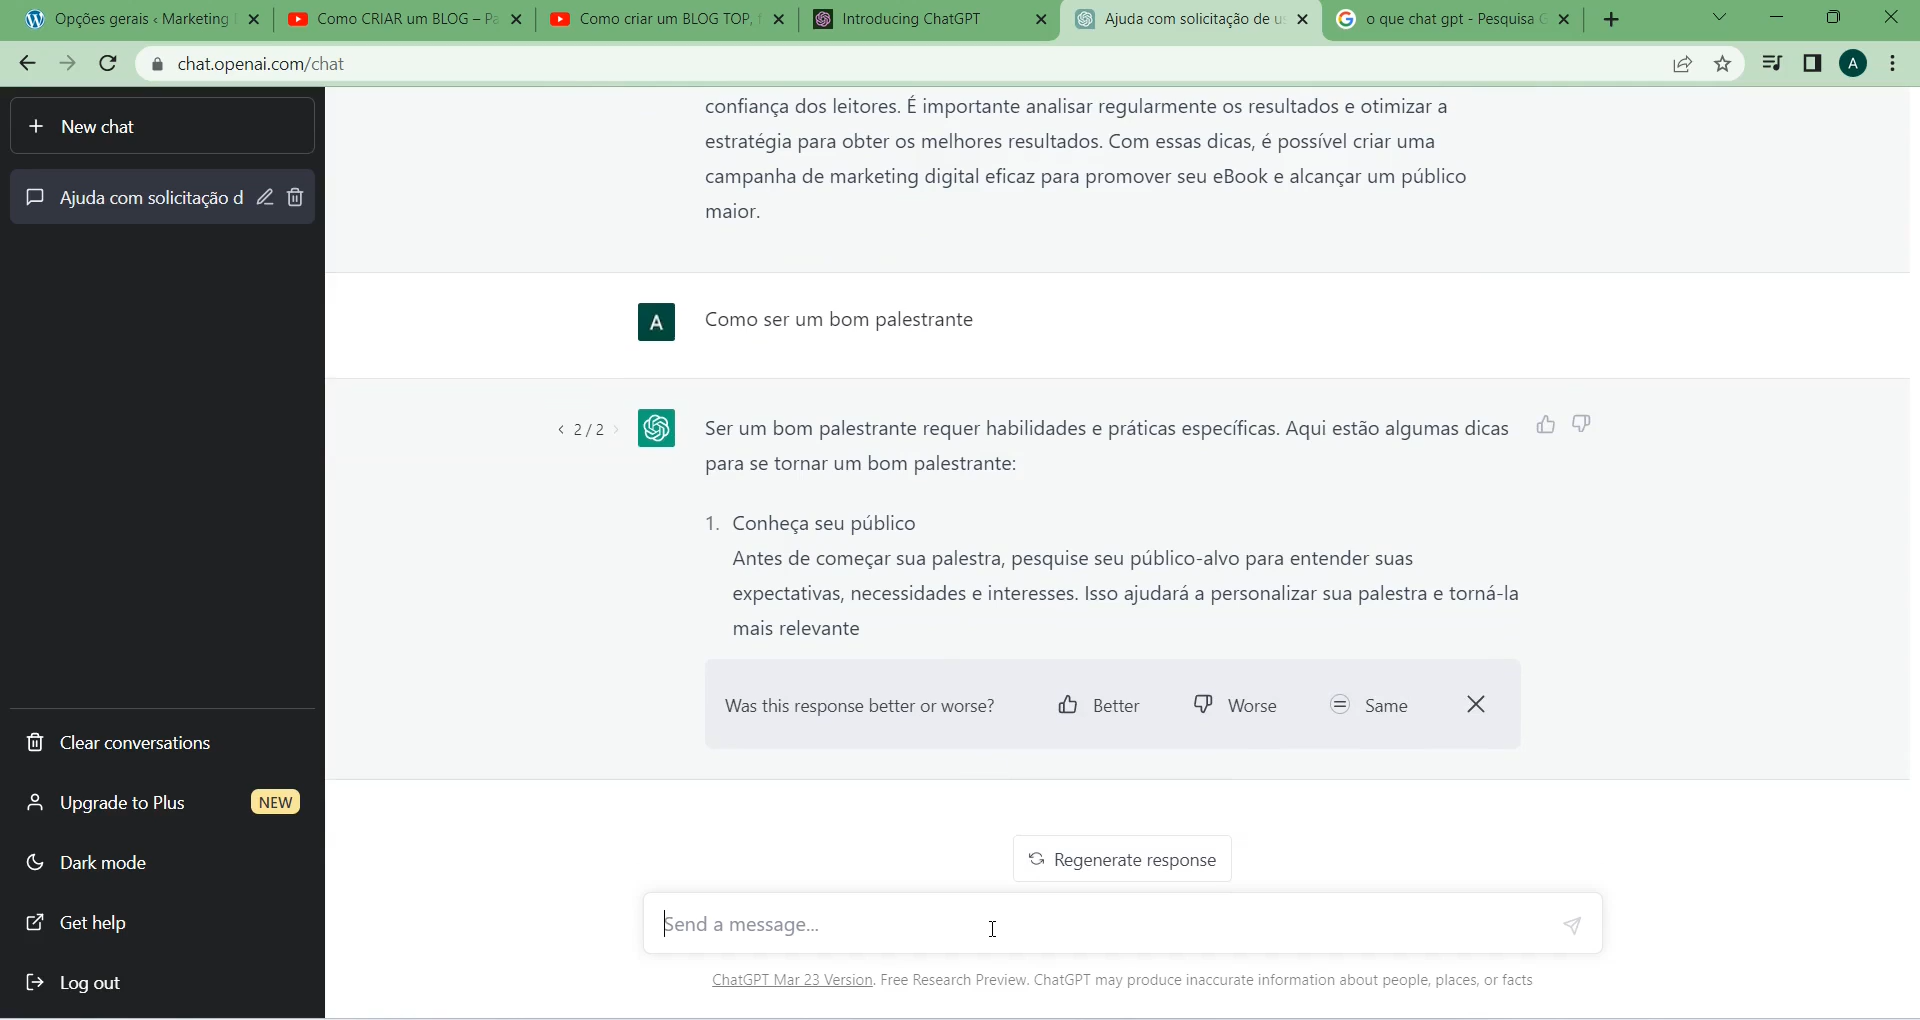 Opções gerais ‹ Marketing
Como CRIAR um BLOG – Pa
Como criar um BLOG TOP,
Introducing ChatGPT
Ajuda com solicitação de u
o que chat gpt - Pesquisa G
chat.openai.com/chat
A
New chat
Ajuda com solicitação d
confiança dos leitores. É importante analisar regularmente os resultados e otimizar a
estratégia para obter os melhores resultados. Com essas dicas, é possível criar uma
campanha de marketing digital eficaz para promover seu eBook e alcançar um público
maior.
A
Como ser um bom palestrante
< 2 / 2 >
Ser um bom palestrante requer habilidades e práticas específicas. Aqui estão algumas dicas
para se tornar um bom palestrante:
1. Conheça seu público
Antes de começar sua palestra, pesquise seu público-alvo para entender suas
expectativas, necessidades e interesses. Isso ajudará a personalizar sua palestra e torná-la
mais relevante
Was this response better or worse?
Better
Worse
Same
Clear conversations
Upgrade to Plus
NEW
Dark mode
Get help
Log out
Regenerate response
Send a message...
ChatGPT Mar 23 Version. Free Research Preview. ChatGPT may produce inaccurate information about people, places, or facts